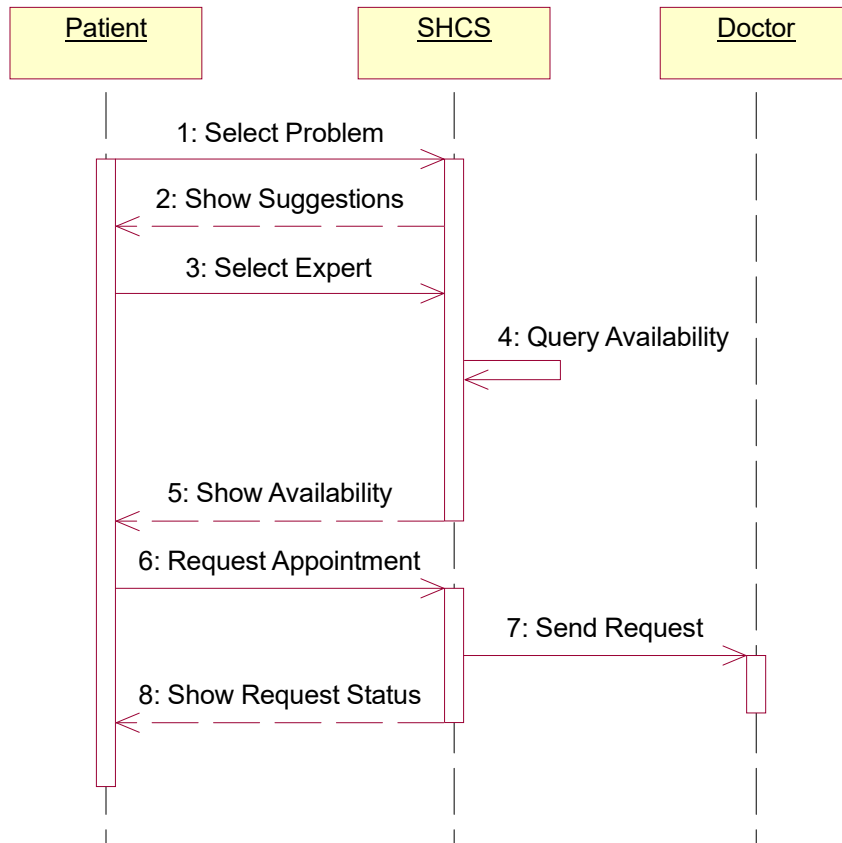 Patient
SHCS
Doctor
1: Select Problem
2: Show Suggestions
3: Select Expert
4: Query Availability
5: Show Availability
6: Request Appointment
7: Send Request
8: Show Request Status